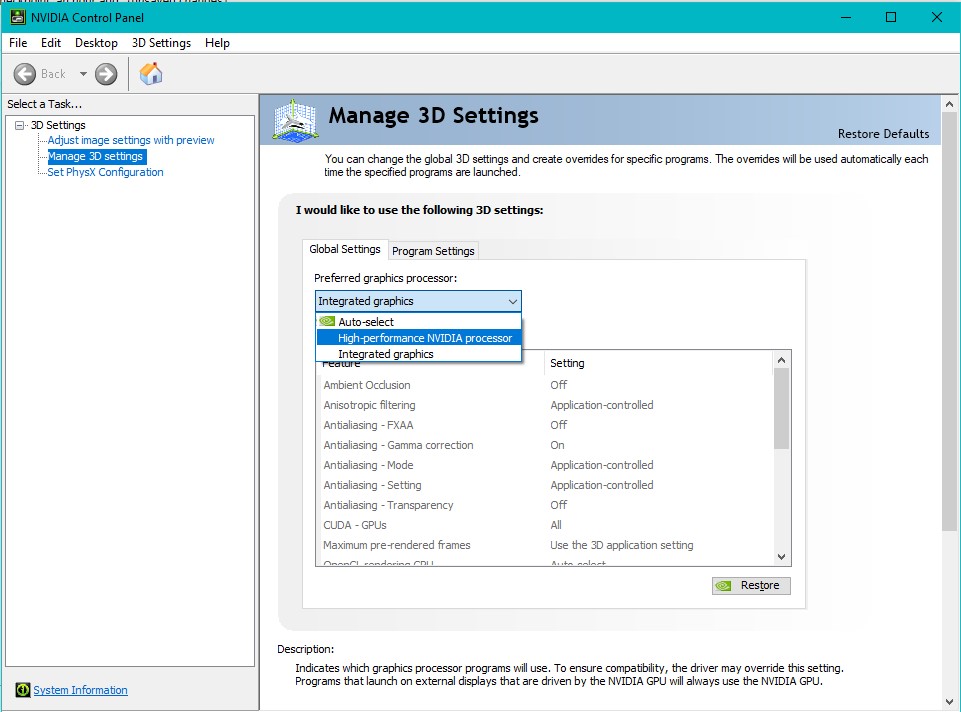 NVIDIA Control Panel
File Edit Desktop 3D Settings Help
Back
Select a Task...
3D Settings
Adjust image settings with preview
Manage 3D settings
Set PhysX Configuration
System Information
Manage 3D Settings
Restore Defaults
You can change the global 3D settings and create overrides for specific programs. The overrides will be used automatically each
time the specified programs are launched.
I would like to use the following 3D settings:
Global Settings Program Settings
Preferred graphics processor:
Integrated graphics
Auto-select
High-performance NVIDIA processor
Integrated graphics
Feature Setting
Ambient Occlusion Off
Anisotropic filtering Application-controlled
Antialiasing - FXAA Off
Antialiasing - Gamma correction On
Antialiasing - Mode Application-controlled
Antialiasing - Setting Application-controlled
Antialiasing - Transparency Off
CUDA - GPUs All
Maximum pre-rendered frames Use the 3D application setting
OpenGL rendering GPU Auto-select
Restore
Description:
Indicates which graphics processor programs will use. To ensure compatibility, the driver may override this setting.
Programs that launch on external displays that are driven by the NVIDIA GPU will always use the NVIDIA GPU.